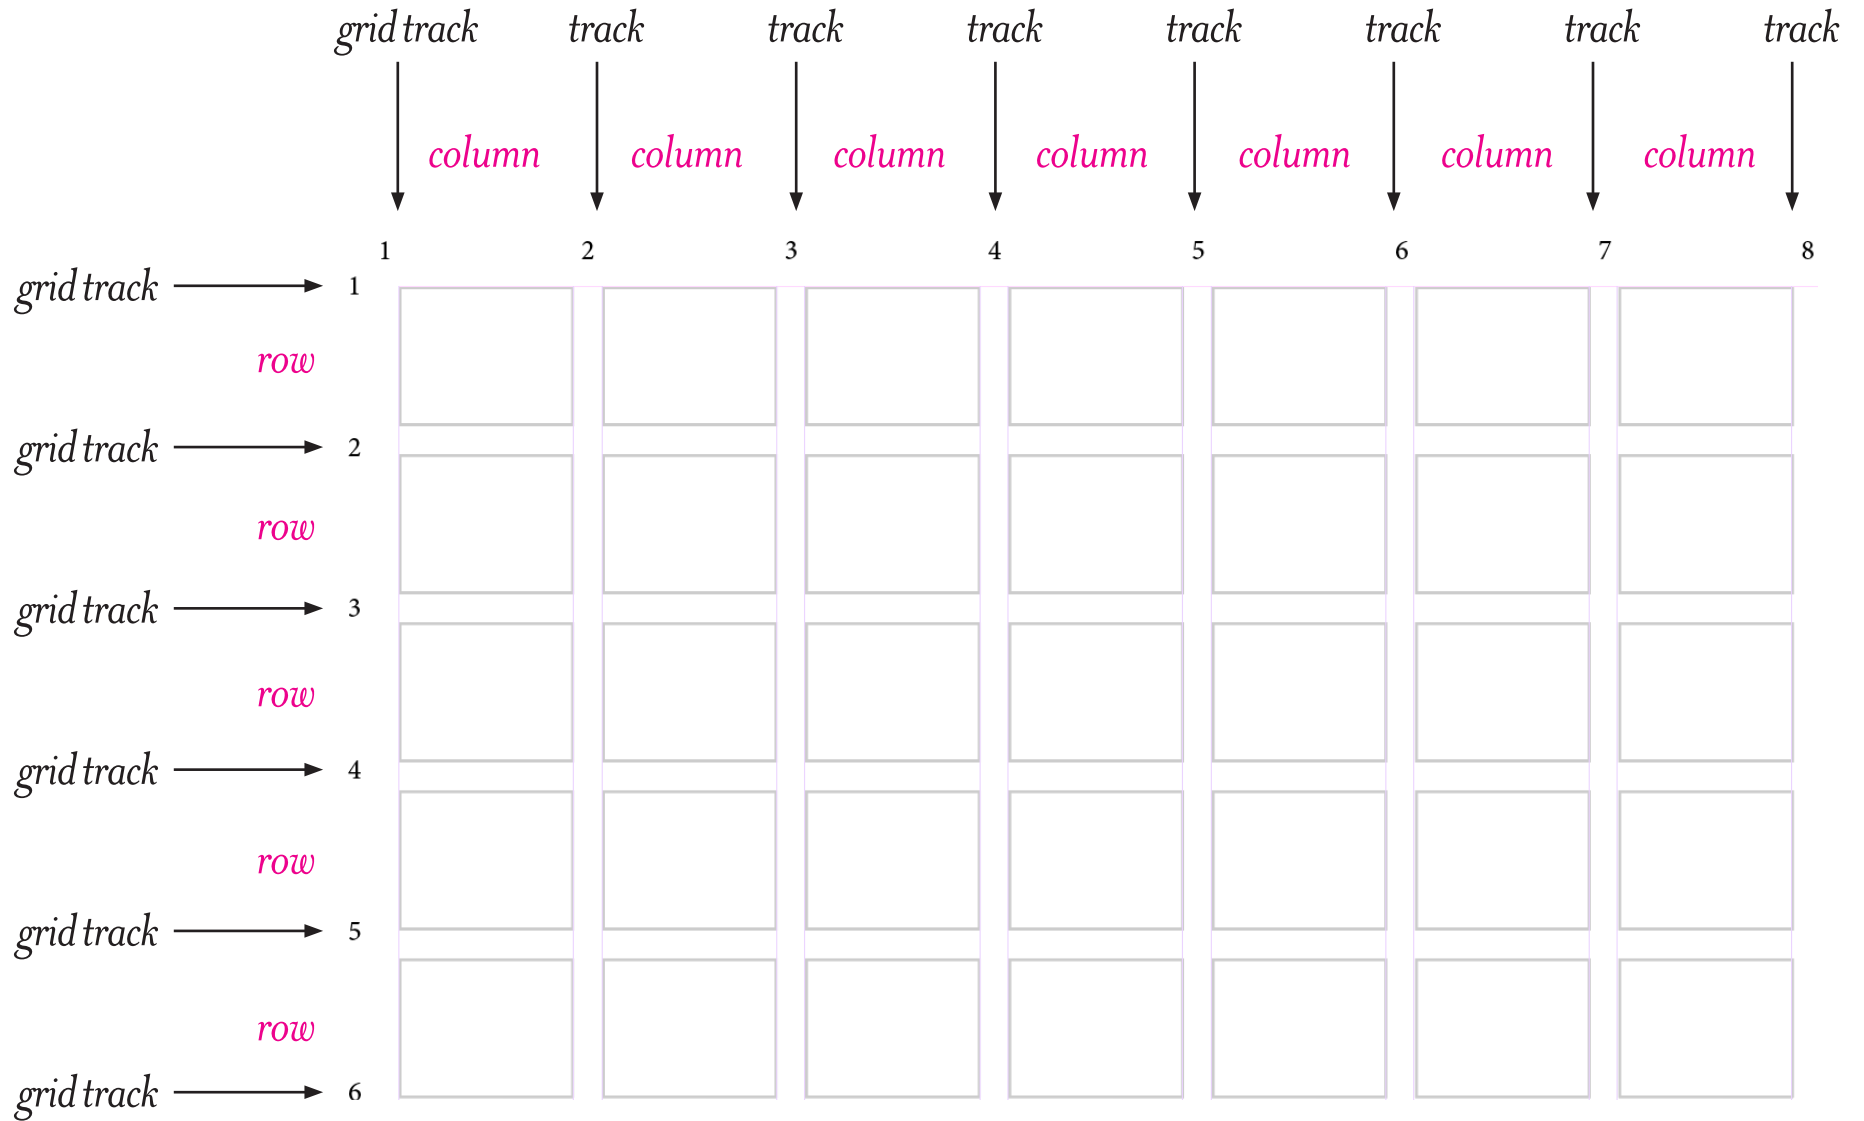 grid track track track track track track track track
column column column column column column column
1 2 3 4 5 6 7 8
grid track 1
row
grid track 2
row
grid track 3
row
grid track 4
row
grid track 5
row
grid track 6